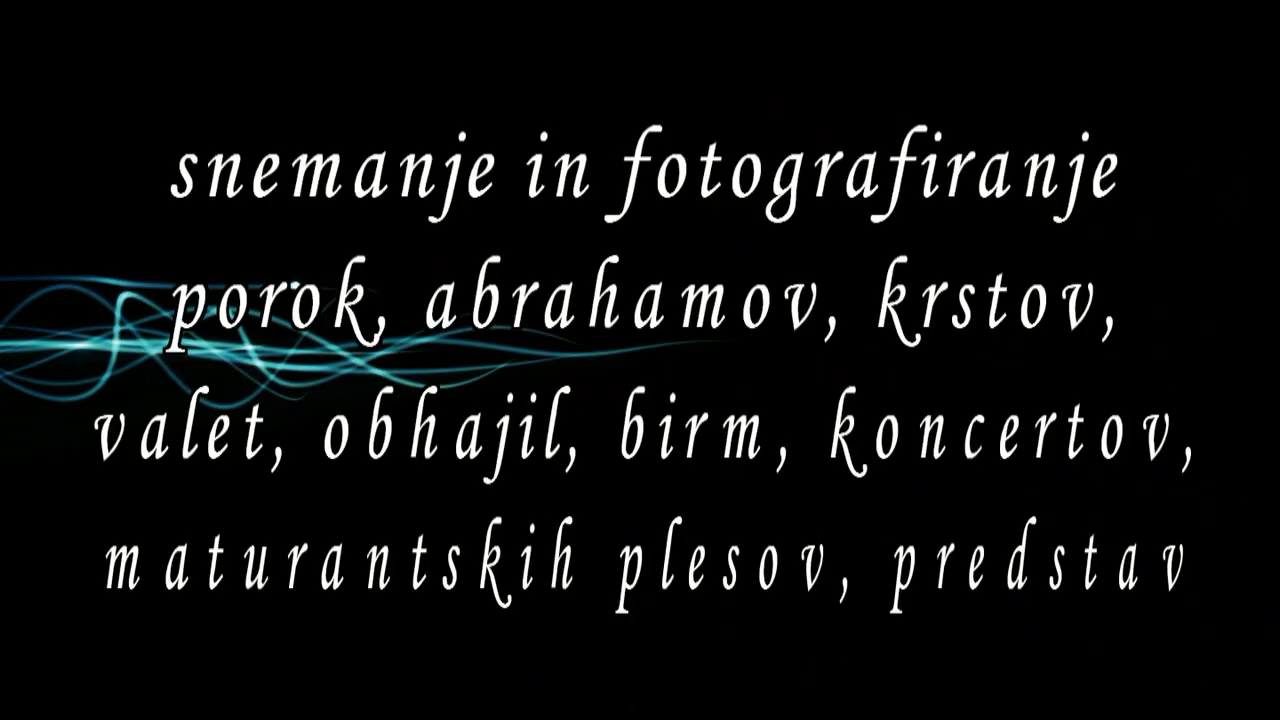 snemanje in fotografiranje
porok, abrahamov, krstov,
valet, obhajil, birm, koncertov,
maturantskih plesov, predstav